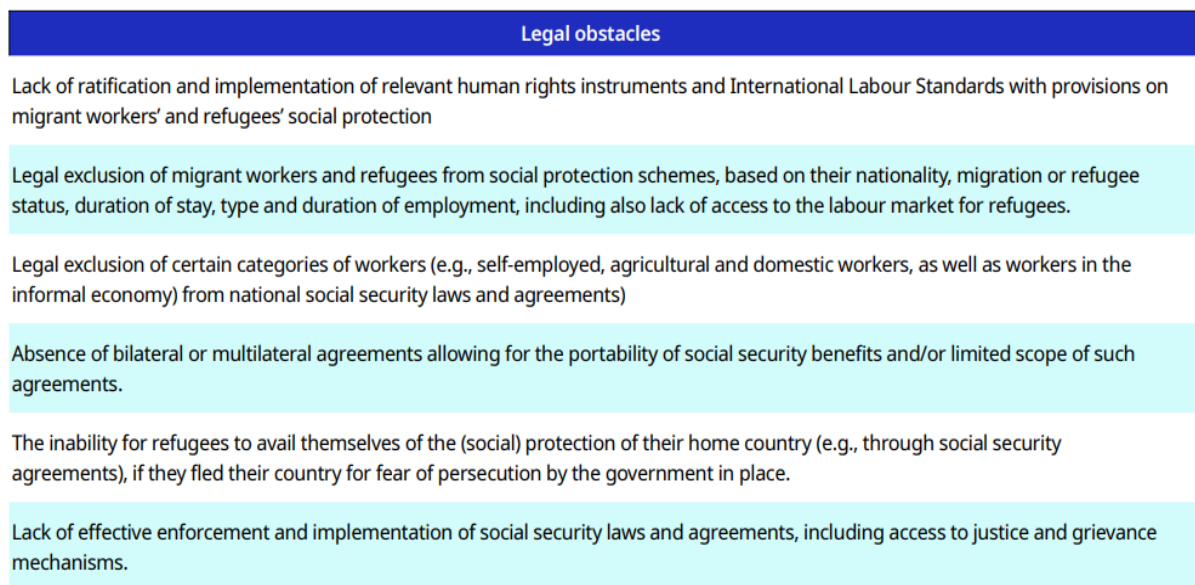 Legal obstacles
Lack of ratification and implementation of relevant human rights instruments and International Labour Standards with provisions on
migrant workers’ and refugees’ social protection
Legal exclusion of migrant workers and refugees from social protection schemes, based on their nationality, migration or refugee
status, duration of stay, type and duration of employment, including also lack of access to the labour market for refugees.
Legal exclusion of certain categories of workers (e.g., self-employed, agricultural and domestic workers, as well as workers in the
informal economy) from national social security laws and agreements)
Absence of bilateral or multilateral agreements allowing for the portability of social security benefits and/or limited scope of such
agreements.
The inability for refugees to avail themselves of the (social) protection of their home country (e.g., through social security
agreements), if they fled their country for fear of persecution by the government in place.
Lack of effective enforcement and implementation of social security laws and agreements, including access to justice and grievance
mechanisms.